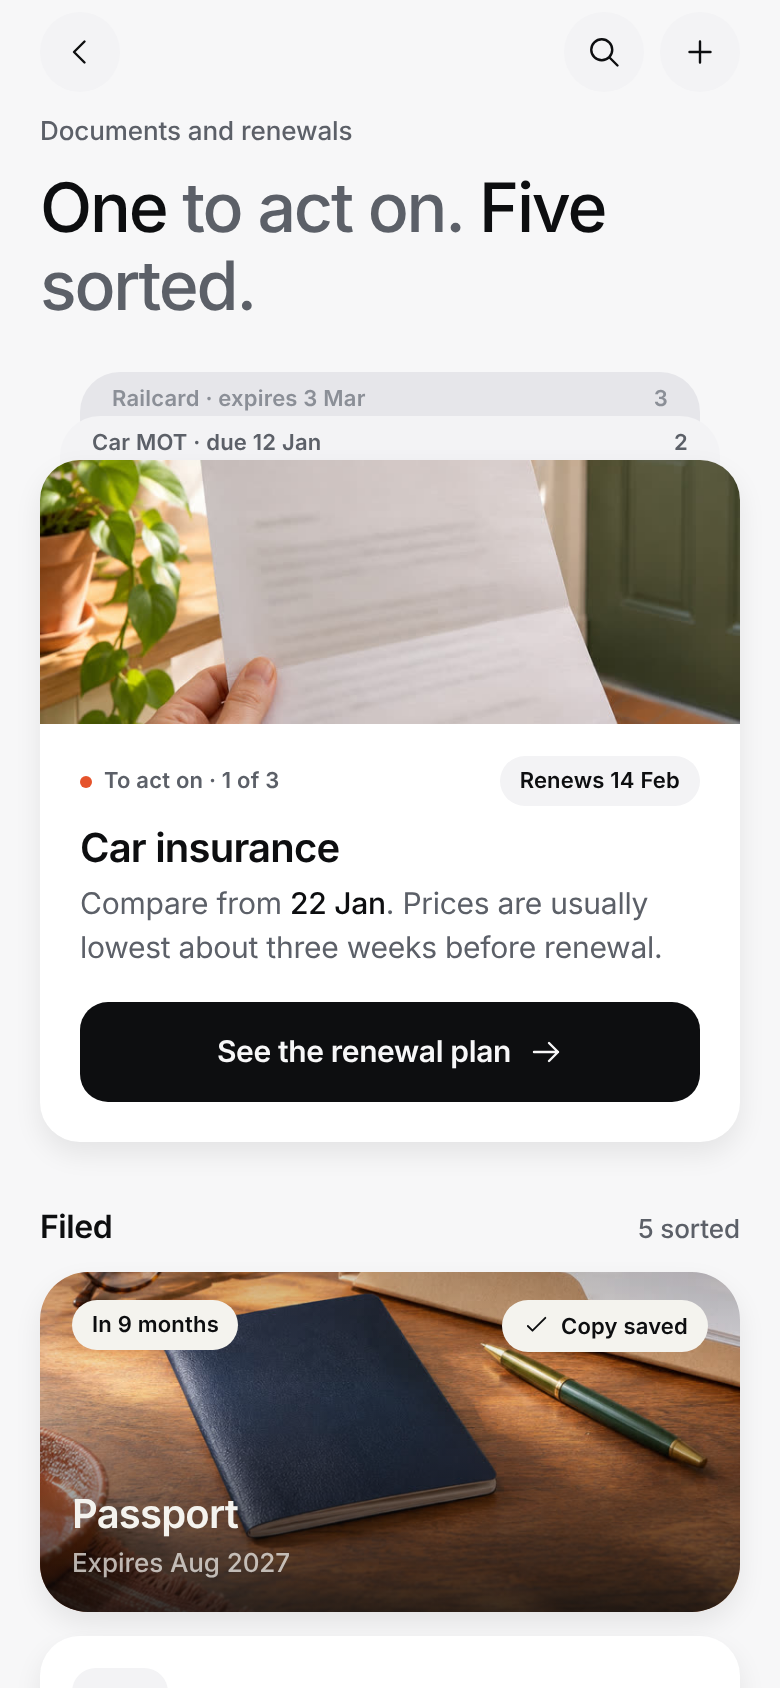 Documents and renewals
One to act on. Five
sorted.
Railcard · expires 3 Mar
3
Car MOT · due 12 Jan
2
To act on · 1 of 3
Renews 14 Feb
Car insurance
Compare from 22 Jan. Prices are usually
lowest about three weeks before renewal.
See the renewal plan
Filed
5 sorted
In 9 months
Copy saved
Passport
Expires Aug 2027